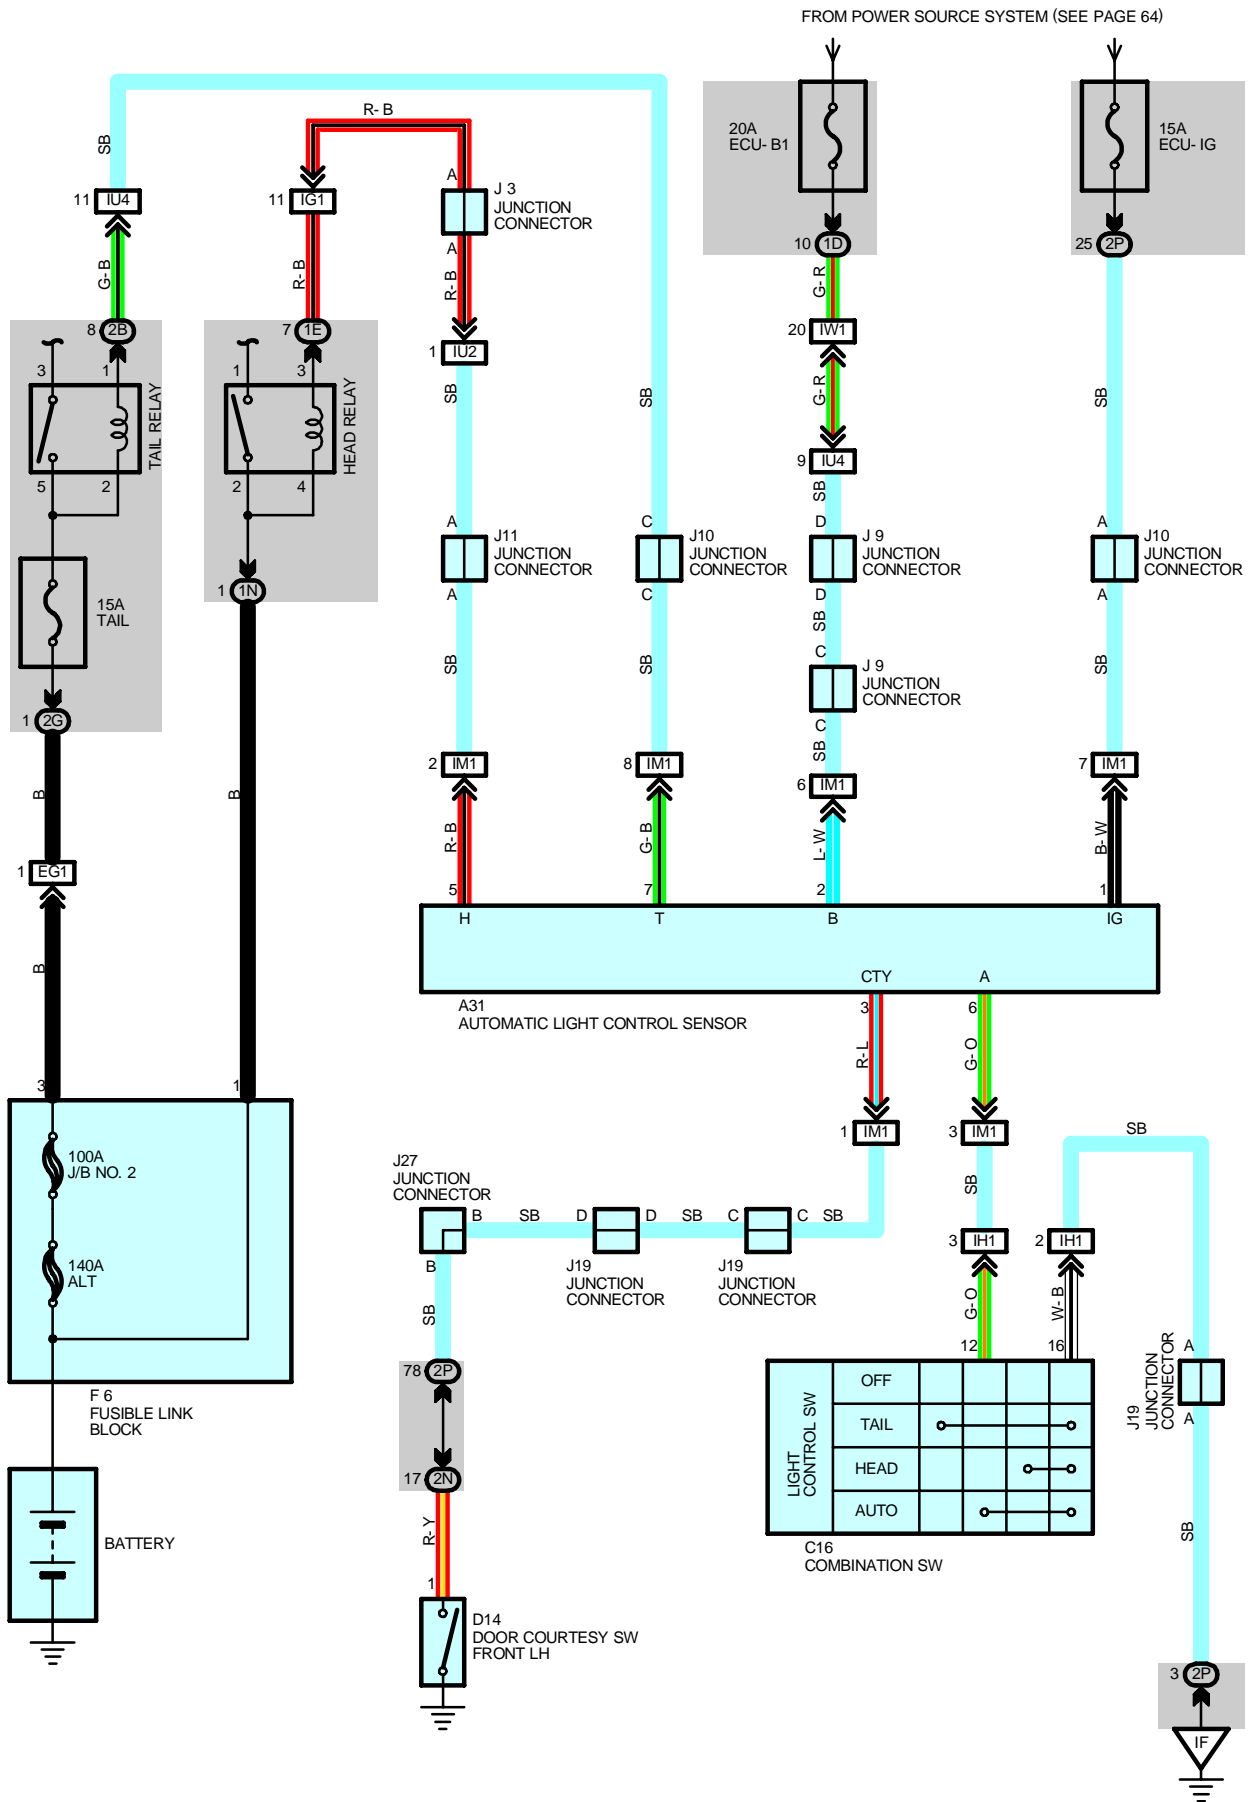 FROM POWER SOURCE SYSTEM (SEE PAGE 64)
R- B
20A
ECU- B1
15A
ECU- IG
SB
A
J 3
JUNCTION
CONNECTOR
11 IU4
11 IG1
A
10 1D
25 2P
G- B
R- B
R- B
G- R
8 2B
7 1E
20 IW1
1 IU2
3 1
1 3
TAIL RELAY
HEAD RELAY
SB
SB
G- R
SB
9 IU4
5 2
2 4
SB
A
J11
JUNCTION
CONNECTOR
A
C
J10
JUNCTION
CONNECTOR
C
D
J 9
JUNCTION
CONNECTOR
D
A
J10
JUNCTION
CONNECTOR
A
1 1N
15A
TAIL
SB
SB
SB
C
J 9
JUNCTION
CONNECTOR
C
SB
1 2G
SB
2 IM1
8 IM1
6 IM1
7 IM1
B
B
R- B
G- B
L- W
B- W
1 EG1
5 7 2 1
H T B IG
B
CTY A
A31
AUTOMATIC LIGHT CONTROL SENSOR
3 6
R- L
G- O
3 1
1 IM1
3 IM1
SB
100A
J/B NO. 2
J27
JUNCTION
CONNECTOR
SB
B SB D D SB C C SB
3 IH1
2 IH1
140A
ALT
B
J19
JUNCTION
CONNECTOR
J19
JUNCTION
CONNECTOR
SB
G- O
W- B
12 16
A
J19
JUNCTION
CONNECTOR
A
78 2P
F 6
FUSIBLE LINK
BLOCK
LIGHT
CONTROL SW
OFF
TAIL
HEAD
AUTO
17 2N
BATTERY
R- Y
SB
C16
COMBINATION SW
1
D14
DOOR COURTESY SW
FRONT LH
3 2P
IF